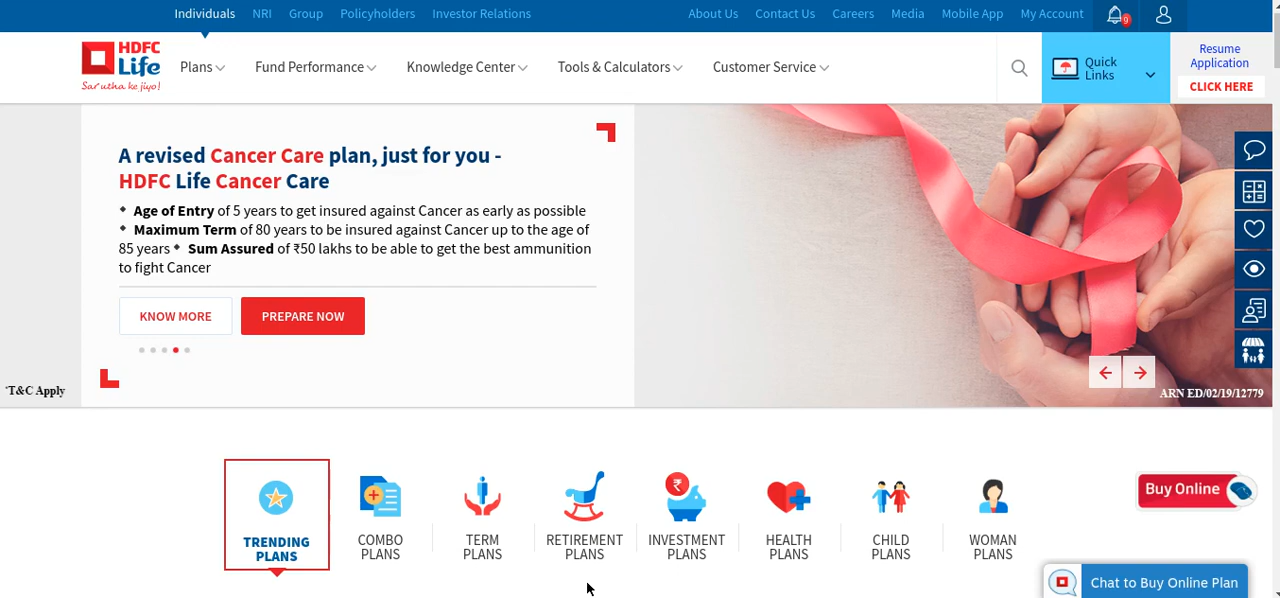 Individuals NRI Group Policyholders Investor Relations About Us Contact Us Careers Media Mobile App My Account 9
HDFC
Life
Sar utha ke jiyo!
Plans Fund Performance Knowledge Center Tools & Calculators Customer Service
Quick
Links
Resume
Application
CLICK HERE
A revised Cancer Care plan, just for you -
HDFC Life Cancer Care
Age of Entry of 5 years to get insured against Cancer as early as possible
Maximum Term of 80 years to be insured against Cancer up to the age of
85 years Sum Assured of ₹50 lakhs to be able to get the best ammunition
to fight Cancer
KNOW MORE PREPARE NOW
*T&C Apply
ARN ED/02/19/12779
TRENDING
PLANS
COMBO
PLANS
TERM
PLANS
RETIREMENT
PLANS
₹
INVESTMENT
PLANS
HEALTH
PLANS
CHILD
PLANS
WOMAN
PLANS
Buy Online
Chat to Buy Online Plan